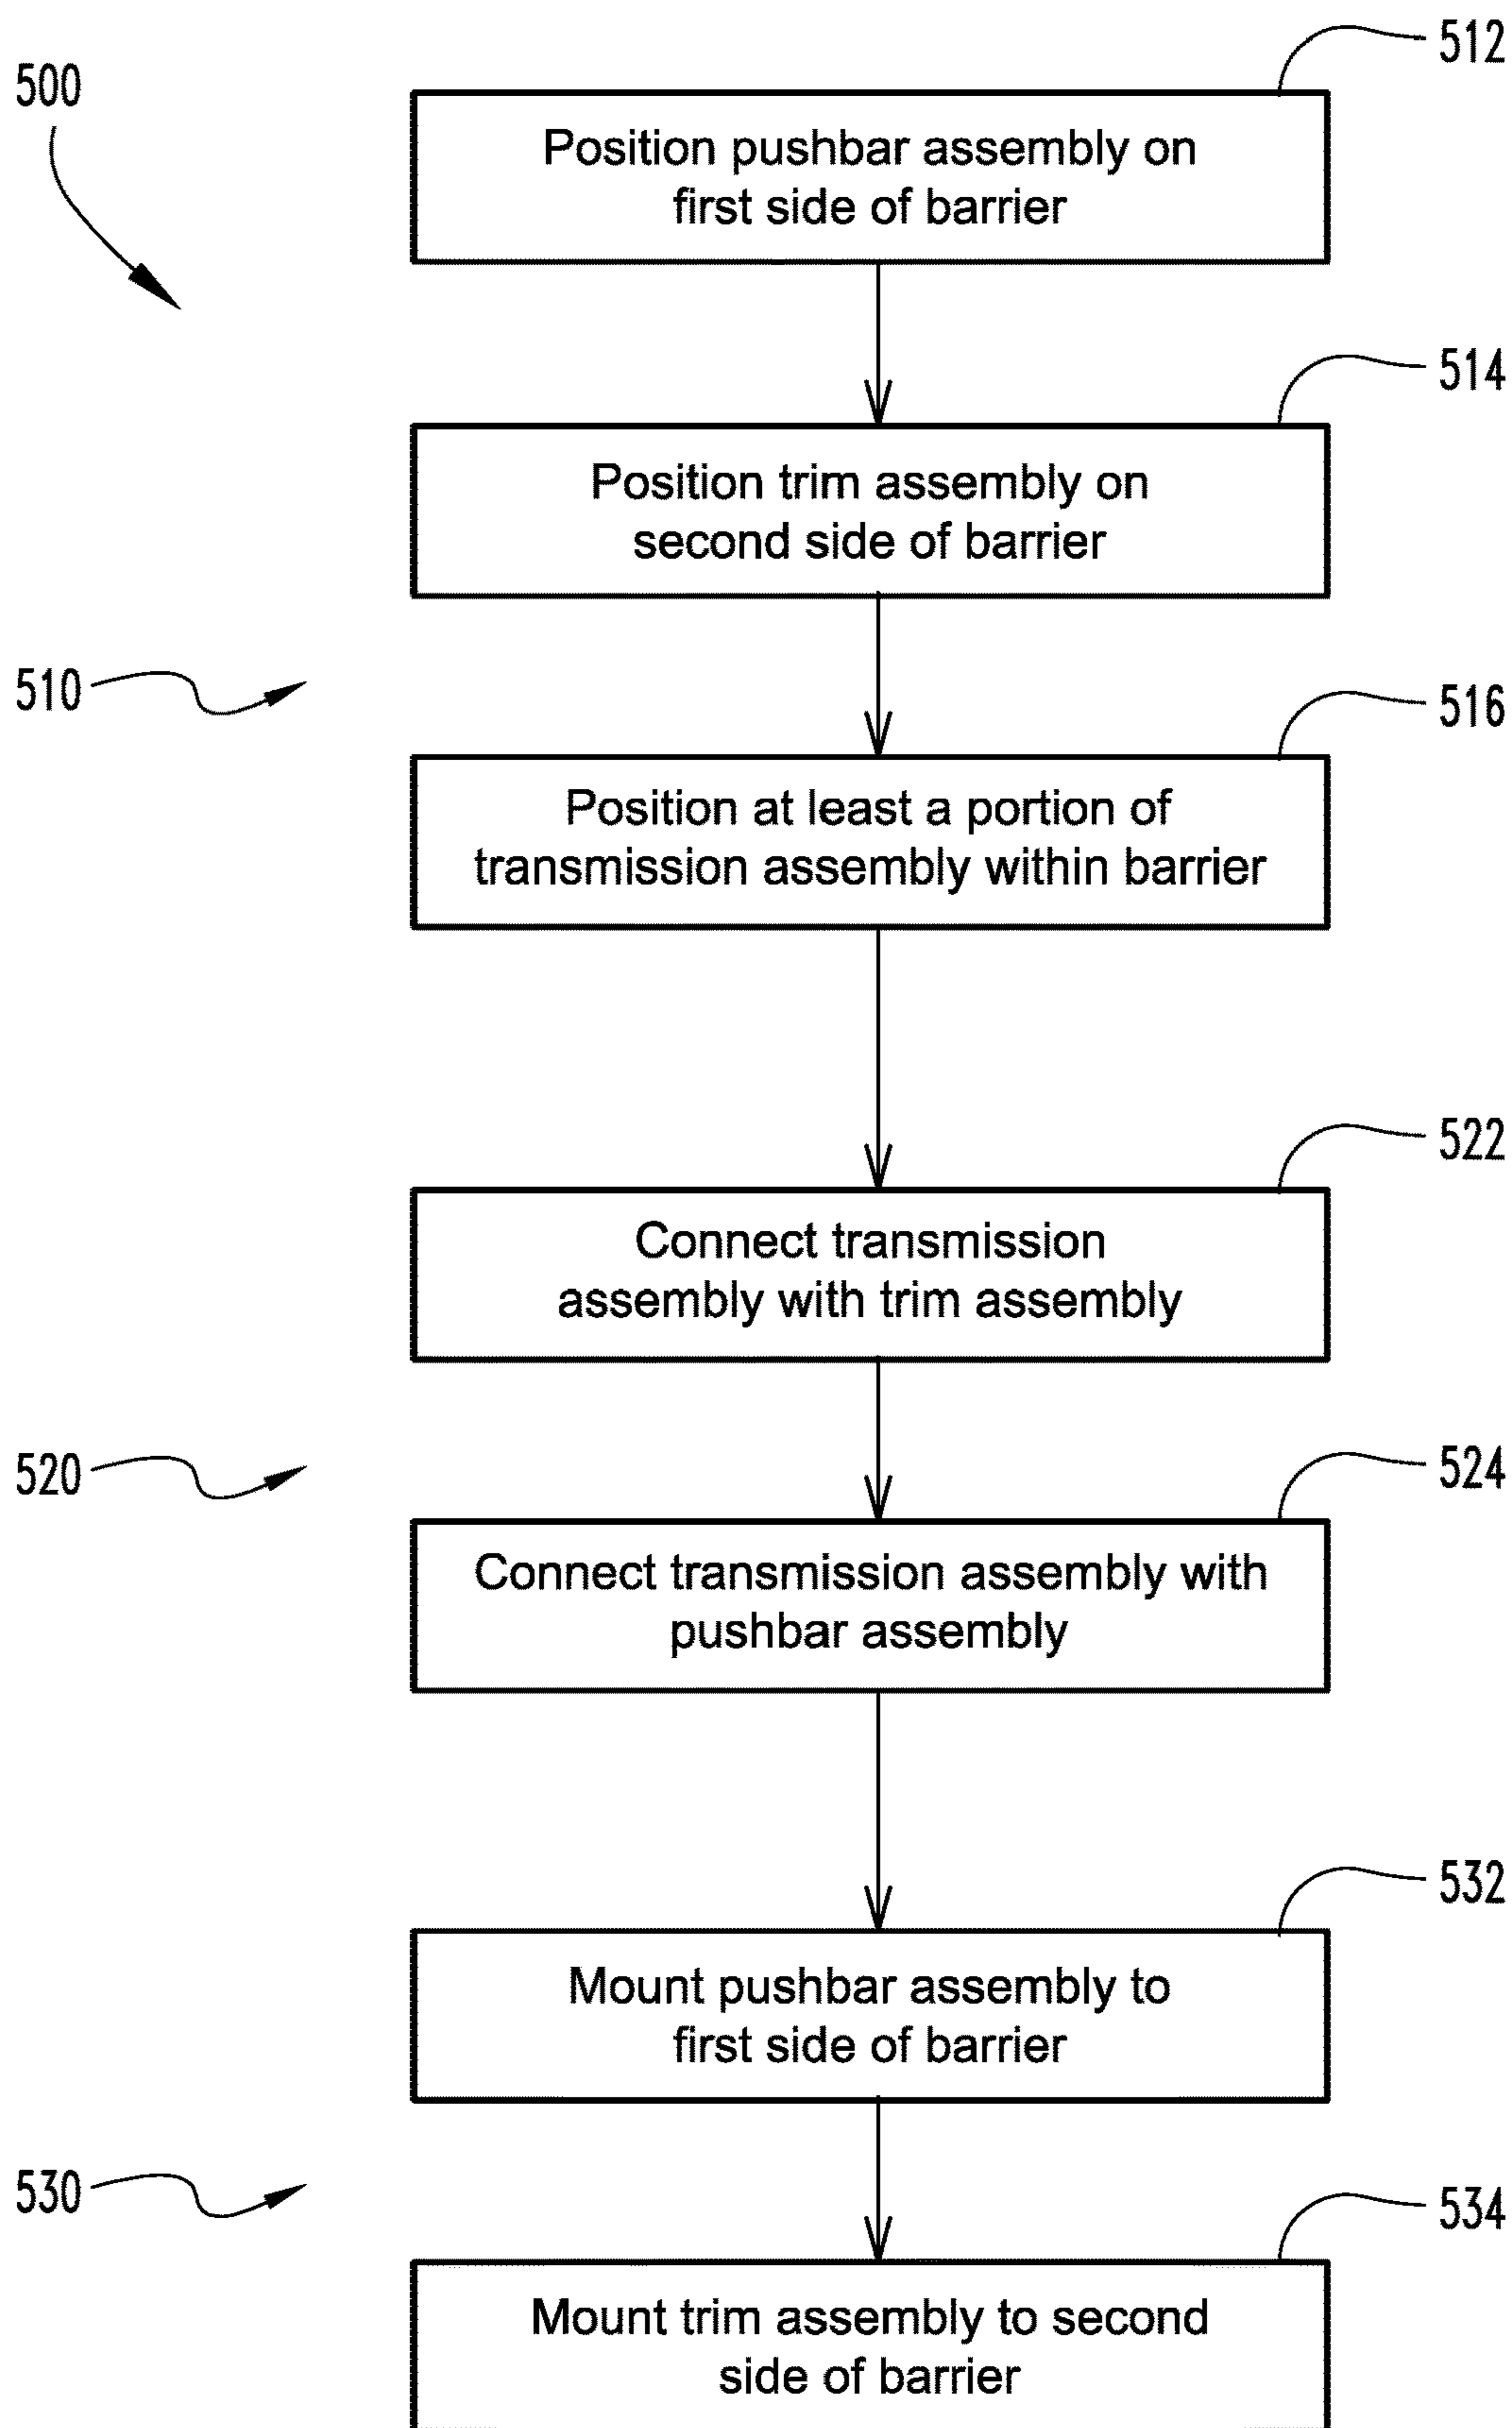 512
500
Position pushbar assembly on
first side of barrier
514
Position trim assembly on
second side of barrier
510
516
Position at least a portion of
transmission assembly within barrier
522
Connect transmission
assembly with trim assembly
520
524
Connect transmission assembly with
pushbar assembly
532
Mount pushbar assembly to
first side of barrier
530
534
Mount trim assembly to second
side of barrier